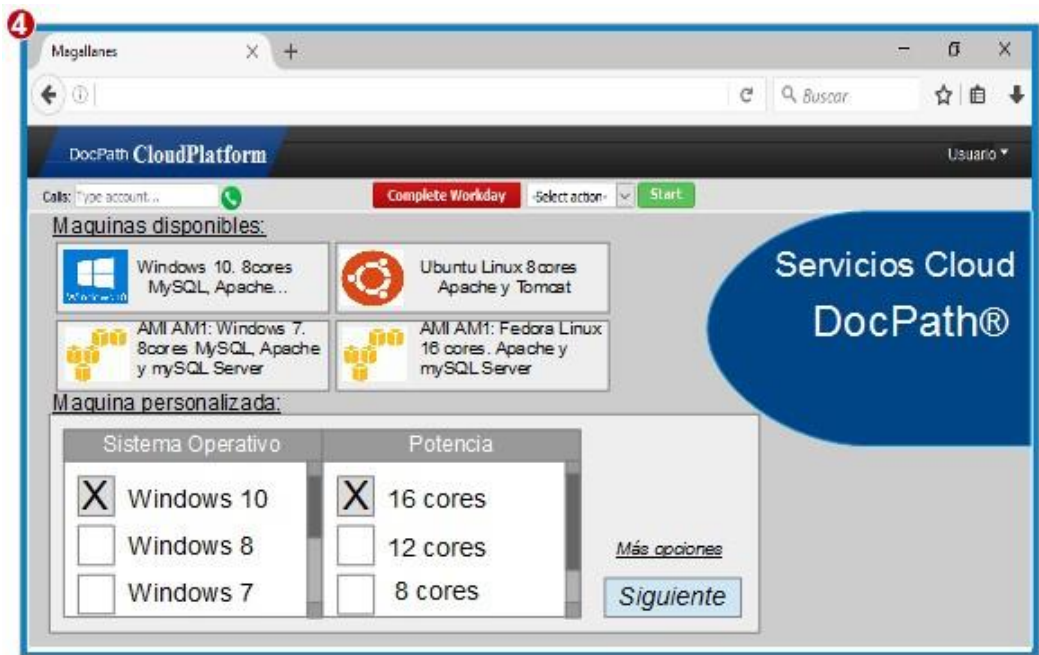 4
Magallanes
Buscar
DocPath CloudPlatform
Usuario
Calls: Type account...
Complete Workday
-Select action-
Start
Maquinas disponibles:
Windows 10. 8cores
MySQL, Apache...
Windows 10
Ubuntu Linux 8cores
Apache y Tomcat
AMI AM1: Windows 7.
8cores MySQL, Apache
y mySQL Server
AMI AM1: Fedora Linux
16 cores. Apache y
mySQL Server
Servicios Cloud
DocPath®
Maquina personalizada:
Sistema Operativo
Potencia
X Windows 10
X 16 cores
Windows 8
12 cores
Windows 7
8 cores
Más opciones
Siguiente